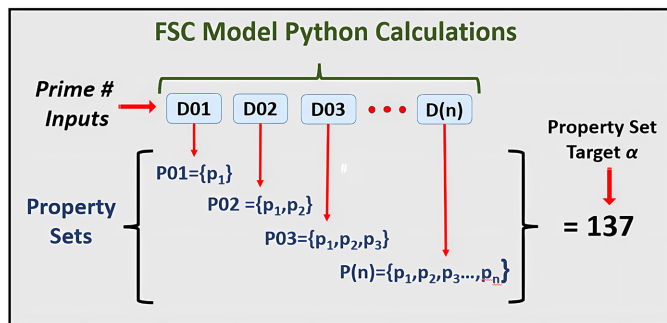 FSC Model Python Calculations
Prime #
Inputs
D01 D02 D03 ••• D(n)
Property Set
Target α
P01={p₁}
P02 ={p₁,p₂}
Property
Sets
P03={p₁,p₂,p₃}
= 137
P(n)={p₁,p₂,p₃...,pₙ}